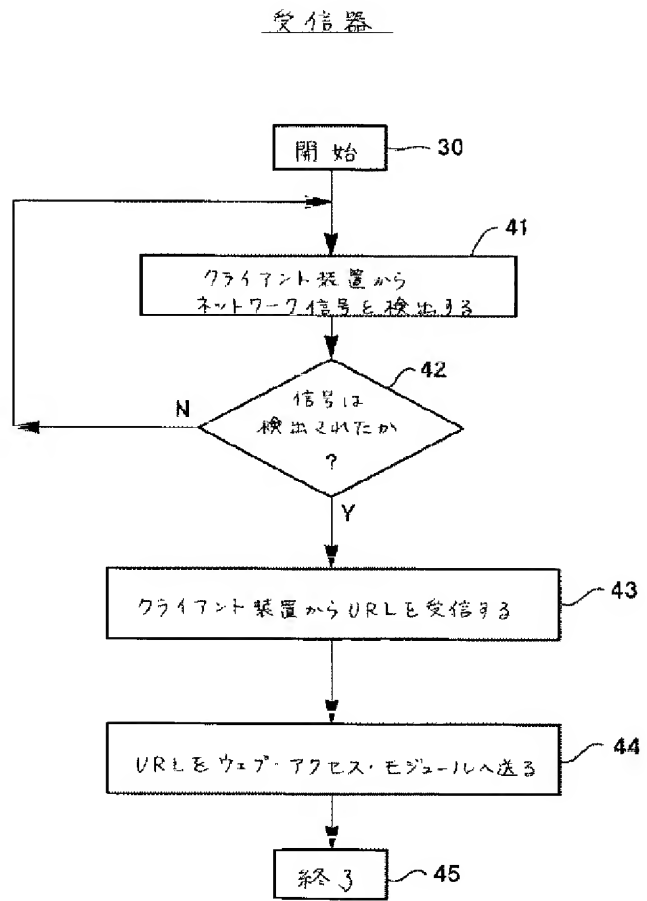 受信器
開始
30
41
クライアント装置から
ネットワーク信号を検出する
42
信号は
検出されたか
?
N
Y
クライアント装置からURLを受信する
43
URLをウェブ・アクセス・モジュールへ送る
44
終了
45